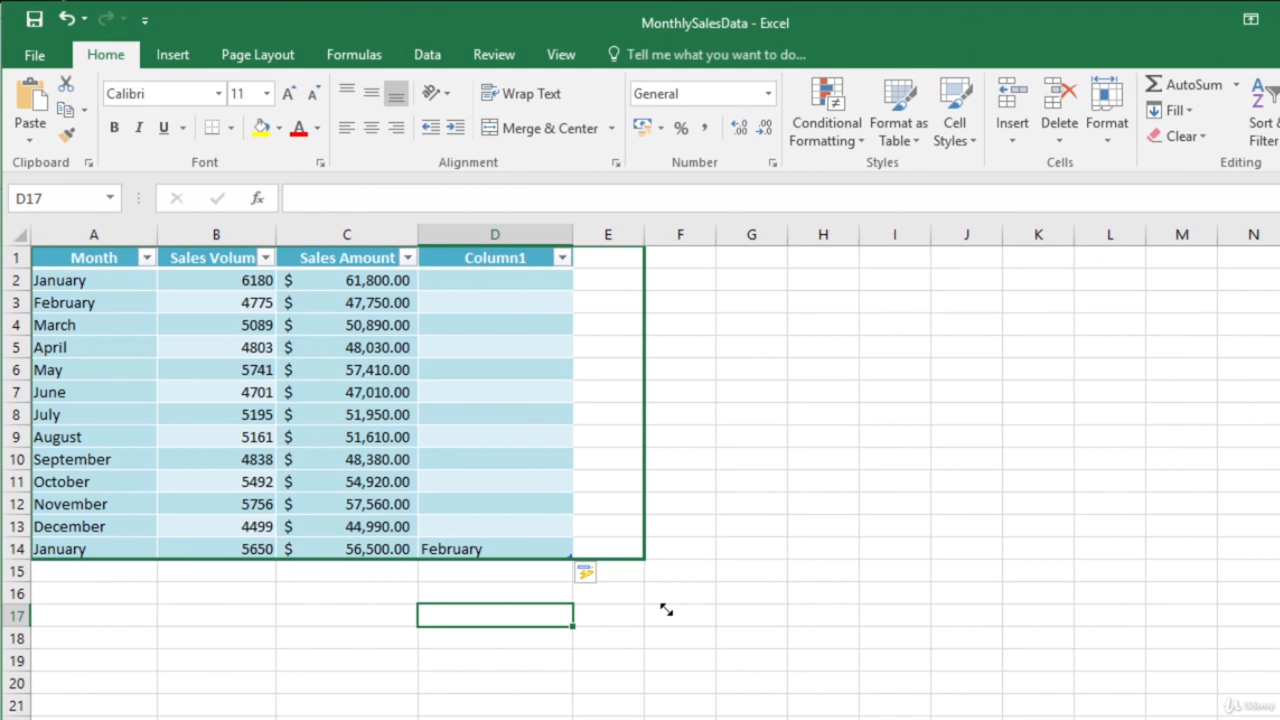 MonthlySalesData - Excel
File Home Insert Page Layout Formulas Data Review View Tell me what you want to do...
Calibri 11 Wrap Text General AutoSum
Paste Conditional Format as Cell Insert Delete Format Fill Sort &
B I U Merge & Center % Formatting Table Styles Clear Filter
Clipboard Font Alignment Number Styles Cells Editing
D17 fx
A B C D E F G H I J K L M N
1 Month Sales Volum Sales Amount Column1
2 January 6180 $ 61,800.00
3 February 4775 $ 47,750.00
4 March 5089 $ 50,890.00
5 April 4803 $ 48,030.00
6 May 5741 $ 57,410.00
7 June 4701 $ 47,010.00
8 July 5195 $ 51,950.00
9 August 5161 $ 51,610.00
10 September 4838 $ 48,380.00
11 October 5492 $ 54,920.00
12 November 5756 $ 57,560.00
13 December 4499 $ 44,990.00
14 January 5650 $ 56,500.00 February
15
16
17
18
19
20
21 Udemy